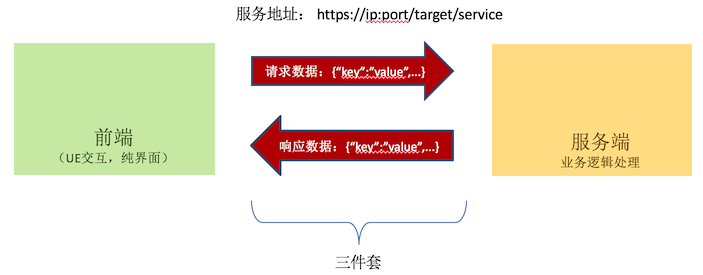 服务地址： https://ip:port/target/service
请求数据：{“key”:”value”,...}
前端
（UE交互，纯界面）
响应数据：{“key”:”value”,...}
服务端
业务逻辑处理
三件套